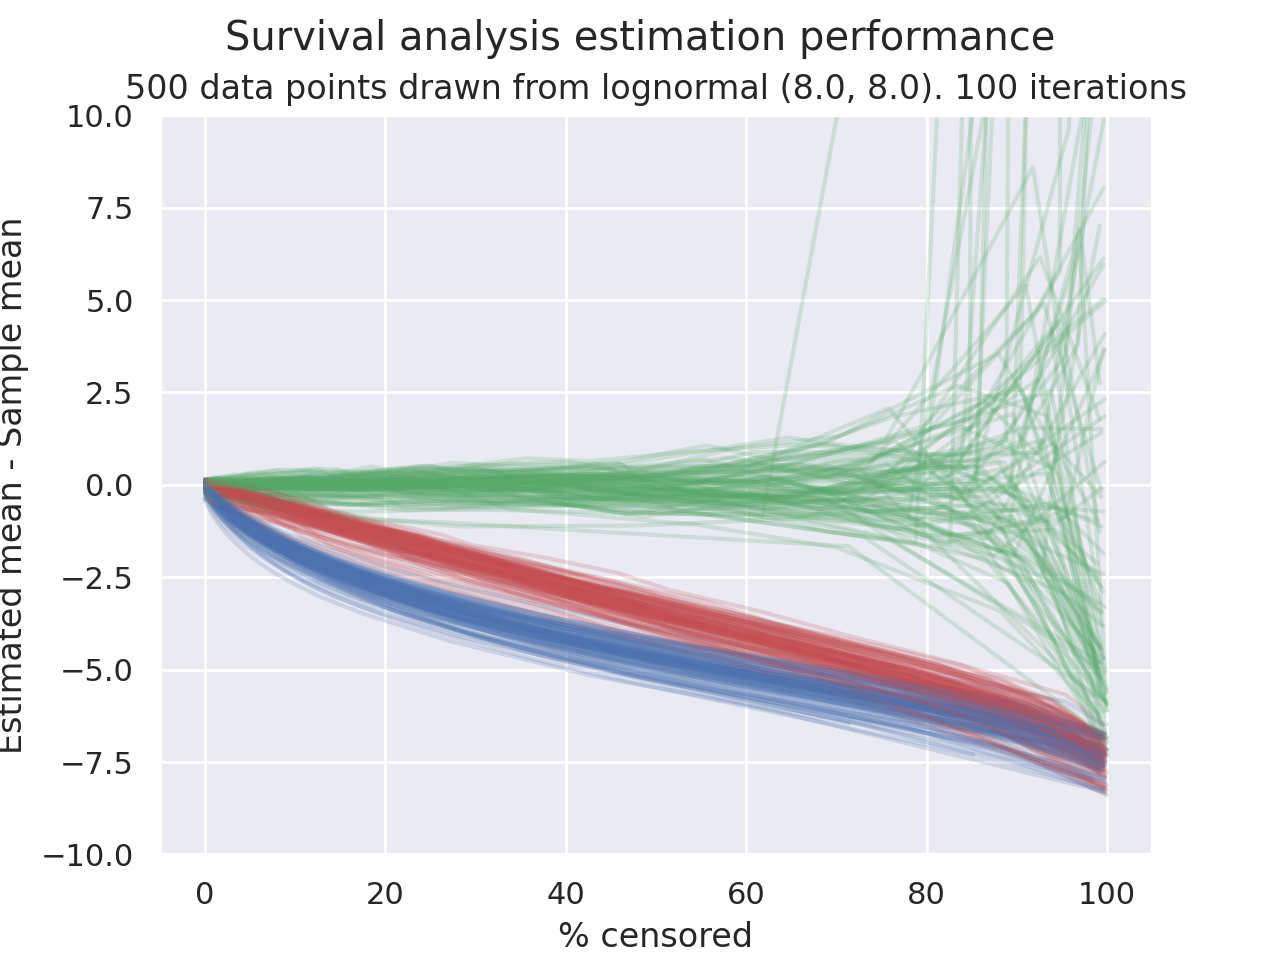 Survival analysis estimation performance
500 data points drawn from lognormal (8.0, 8.0). 100 iterations
Estimated mean - Sample mean
10.0
7.5
5.0
2.5
0.0
−2.5
−5.0
−7.5
−10.0
0 20 40 60 80 100
% censored